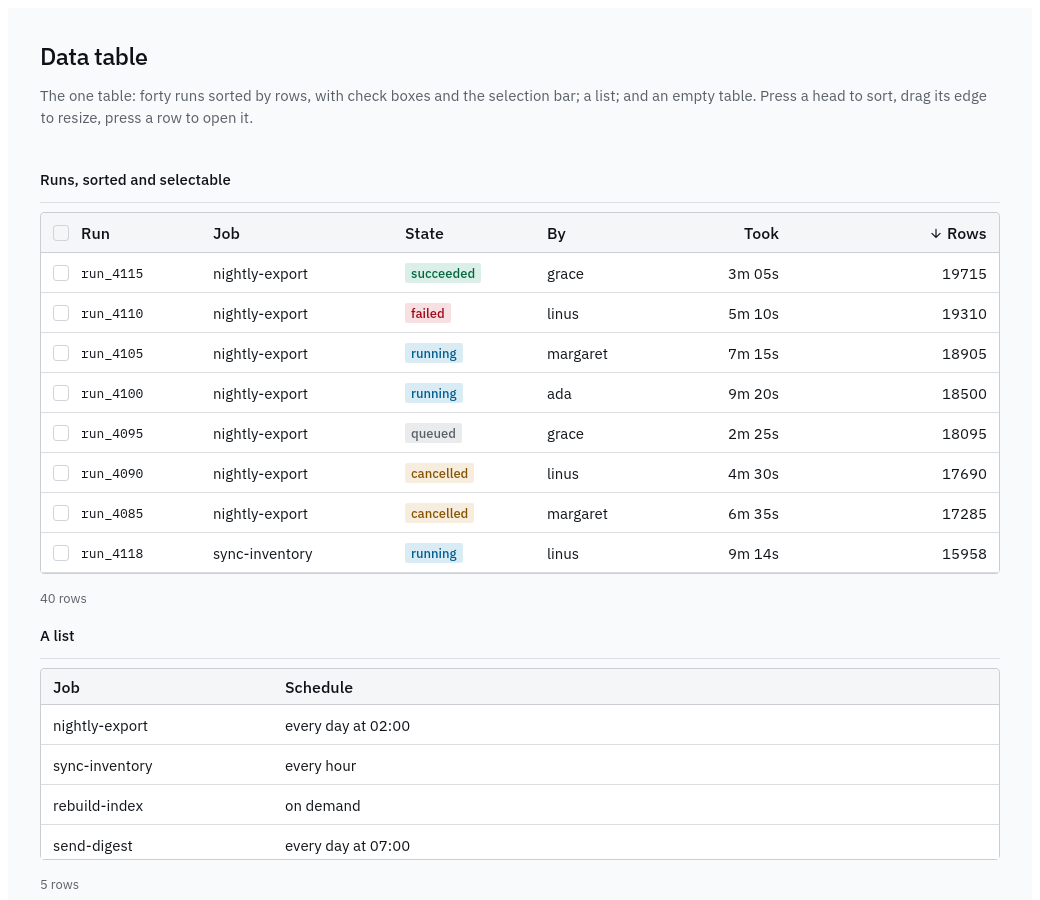 Data table
The one table: forty runs sorted by rows, with check boxes and the selection bar; a list; and an empty table. Press a head to sort, drag its edge
to resize, press a row to open it.
Runs, sorted and selectable
Run Job State By Took ↓ Rows
run_4115 nightly-export succeeded grace 3m 05s 19715
run_4110 nightly-export failed linus 5m 10s 19310
run_4105 nightly-export running margaret 7m 15s 18905
run_4100 nightly-export running ada 9m 20s 18500
run_4095 nightly-export queued grace 2m 25s 18095
run_4090 nightly-export cancelled linus 4m 30s 17690
run_4085 nightly-export cancelled margaret 6m 35s 17285
run_4118 sync-inventory running linus 9m 14s 15958
40 rows
A list
Job Schedule
nightly-export every day at 02:00
sync-inventory every hour
rebuild-index on demand
send-digest every day at 07:00
5 rows